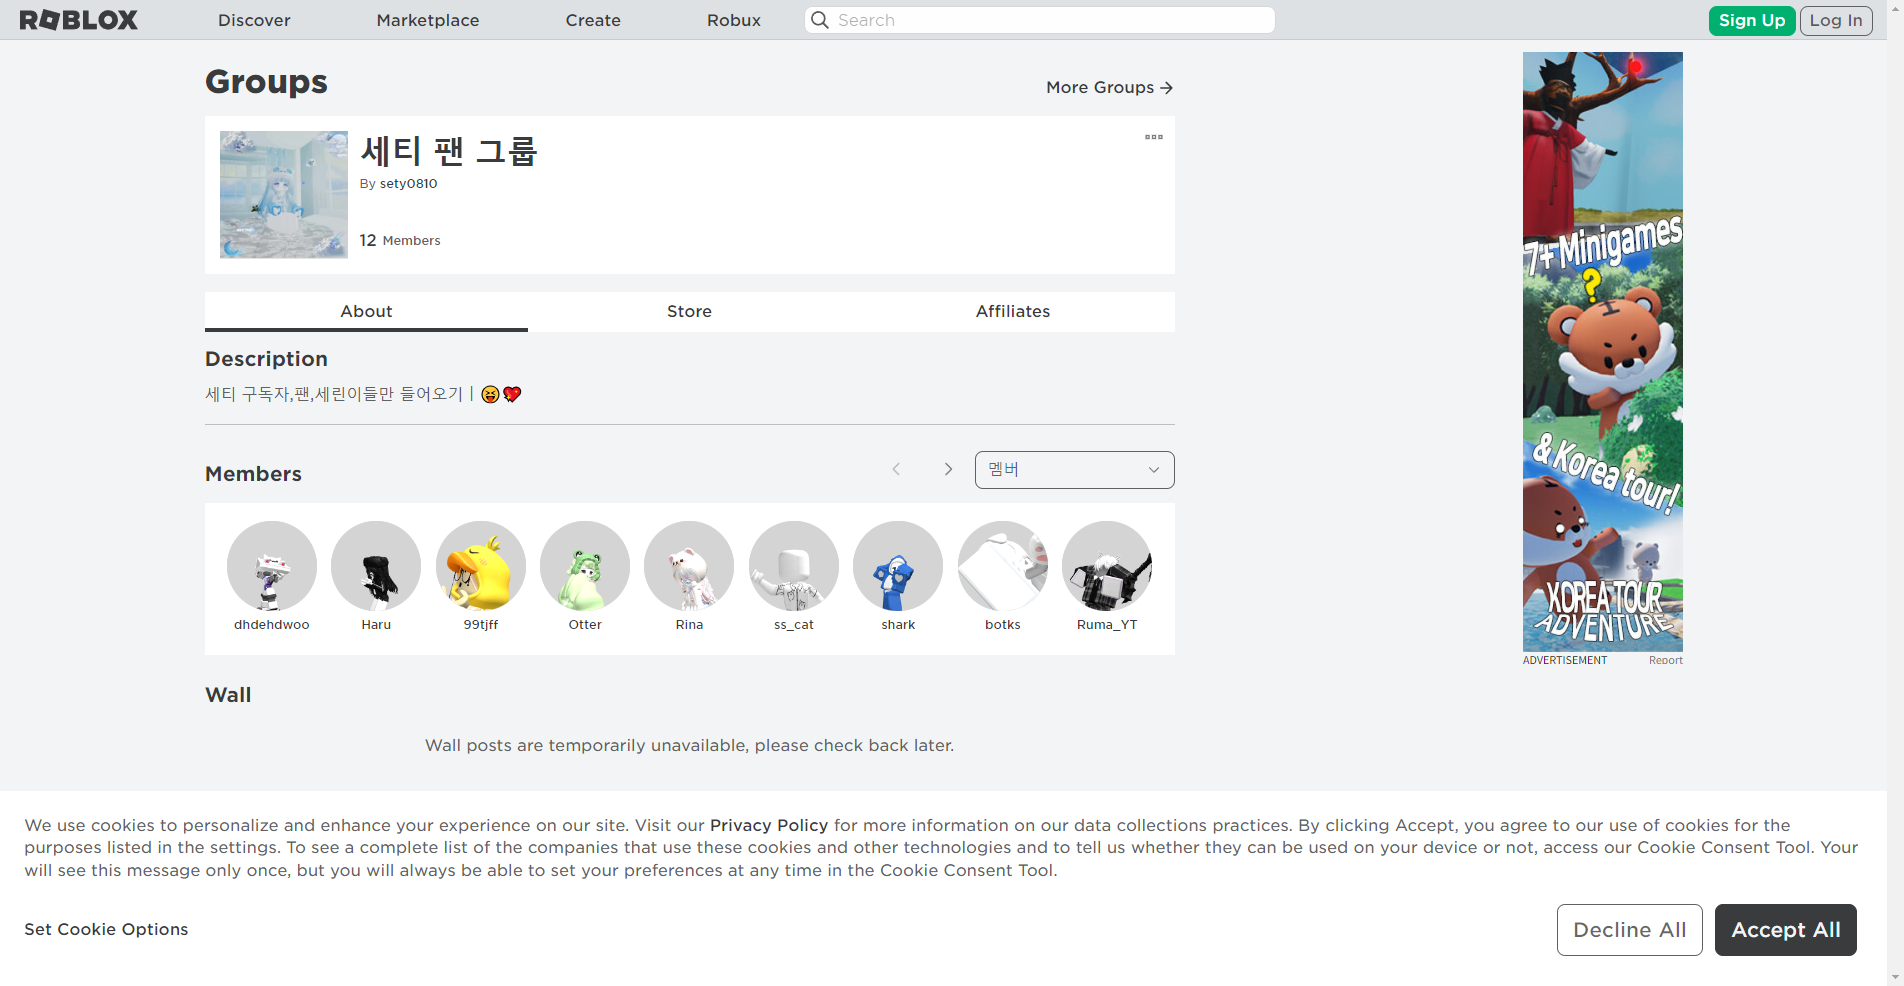 ROBLOX Discover Marketplace Create Robux Search Sign Up Log In
Groups
More Groups
세티 팬 그룹
By sety0810
12 Members
About Store Affiliates
Description
세티 구독자,팬,세린이들만 들어오기ㅣ😝💖
Members
멤버
dhdehdwoo Haru 99tjff Otter Rina ss_cat shark botks Ruma_YT
Wall
Wall posts are temporarily unavailable, please check back later.
7+ Minigames
?
& Korea tour!
KOREA TOUR
ADVENTURE
ADVERTISEMENT Report
We use cookies to personalize and enhance your experience on our site. Visit our Privacy Policy for more information on our data collections practices. By clicking Accept, you agree to our use of cookies for the
purposes listed in the settings. To see a complete list of the companies that use these cookies and other technologies and to tell us whether they can be used on your device or not, access our Cookie Consent Tool. Your
will see this message only once, but you will always be able to set your preferences at any time in the Cookie Consent Tool.
Set Cookie Options
Decline All Accept All